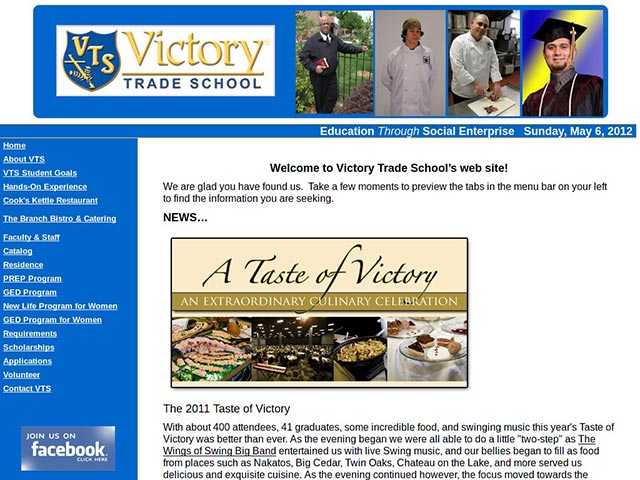 VTS Victory
TRADE SCHOOL
Education Through Social Enterprise Sunday, May 6, 2012
Home
About VTS
VTS Student Goals
Hands-On Experience
Cook's Kettle Restaurant
The Branch Bistro & Catering
Faculty & Staff
Catalog
Residence
PREP Program
GED Program
New Life Program for Women
GED Program for Women
Requirements
Scholarships
Applications
Volunteer
Contact VTS
JOIN US ON
facebook
CLICK HERE
Welcome to Victory Trade School's web site!
We are glad you have found us. Take a few moments to preview the tabs in the menu bar on your left
to find the information you are seeking.
NEWS…
A Taste of Victory
AN EXTRAORDINARY CULINARY CELEBRATION
The 2011 Taste of Victory
With about 400 attendees, 41 graduates, some incredible food, and swinging music this year's Taste of
Victory was better than ever. As the evening began we were all able to do a little "two-step" as The
Wings of Swing Big Band entertained us with live Swing music, and our bellies began to fill as food
from places such as Nakatos, Big Cedar, Twin Oaks, Chateau on the Lake, and more served us
delicious and exquisite cuisine. As the evening continued however, the focus moved towards the